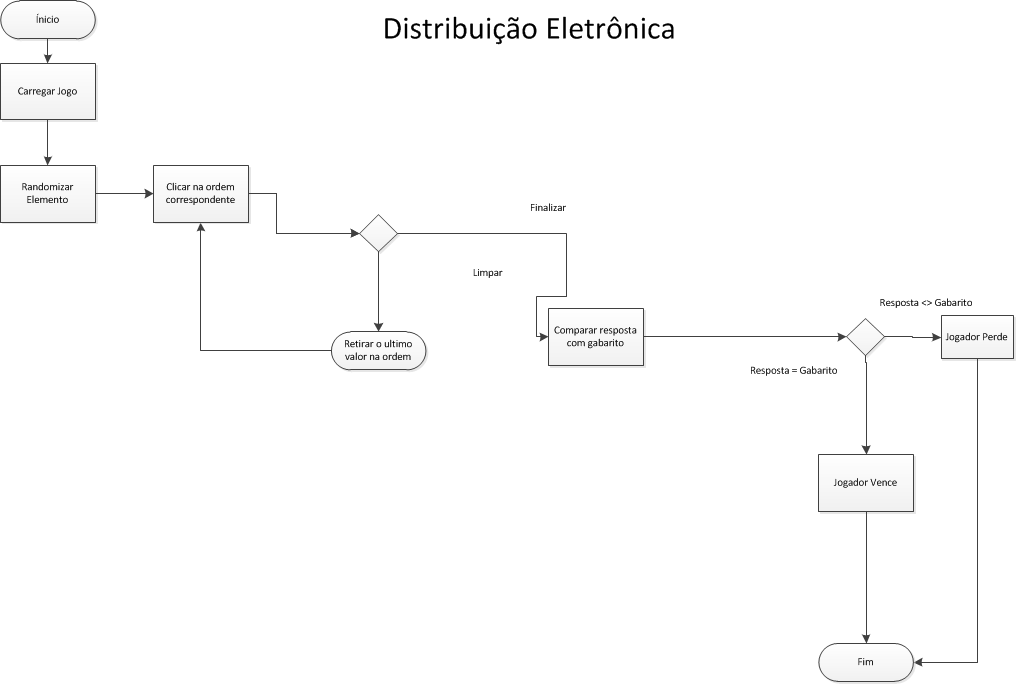 Distribuição Eletrônica
Ínicio
Carregar Jogo
Randomizar
Elemento
Clicar na ordem
correspondente
Finalizar
Limpar
Retirar o ultimo
valor na ordem
Comparar resposta
com gabarito
Resposta <> Gabarito
Jogador Perde
Resposta = Gabarito
Jogador Vence
Fim